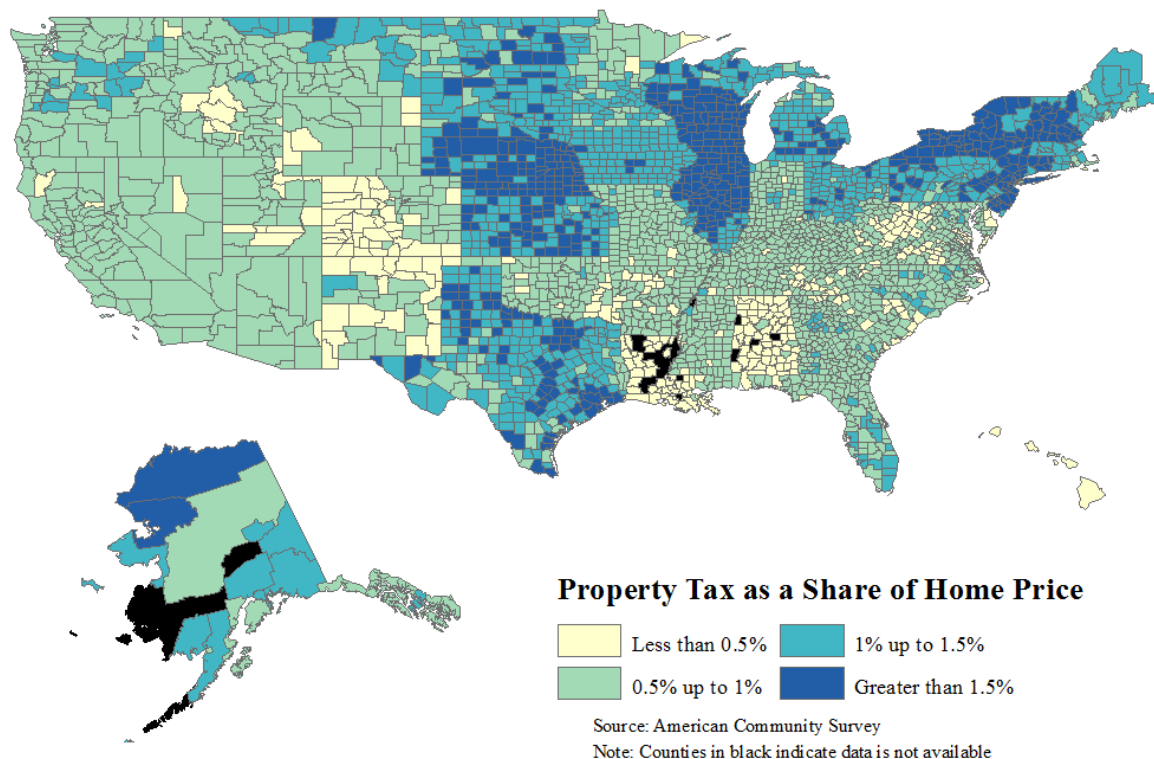 Property Tax as a Share of Home Price
Less than 0.5%
1% up to 1.5%
0.5% up to 1%
Greater than 1.5%
Source: American Community Survey
Note: Counties in black indicate data is not available